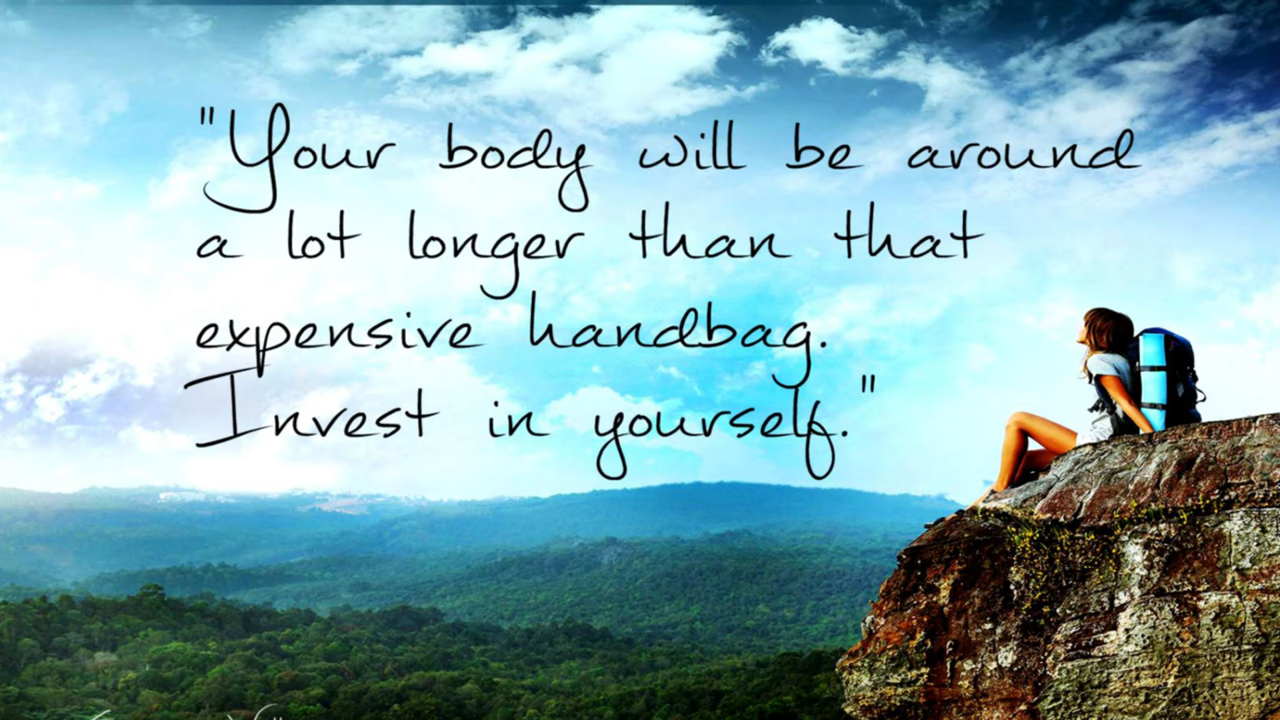 "Your body will be around
a lot longer than that
expensive handbag.
Invest in yourself."